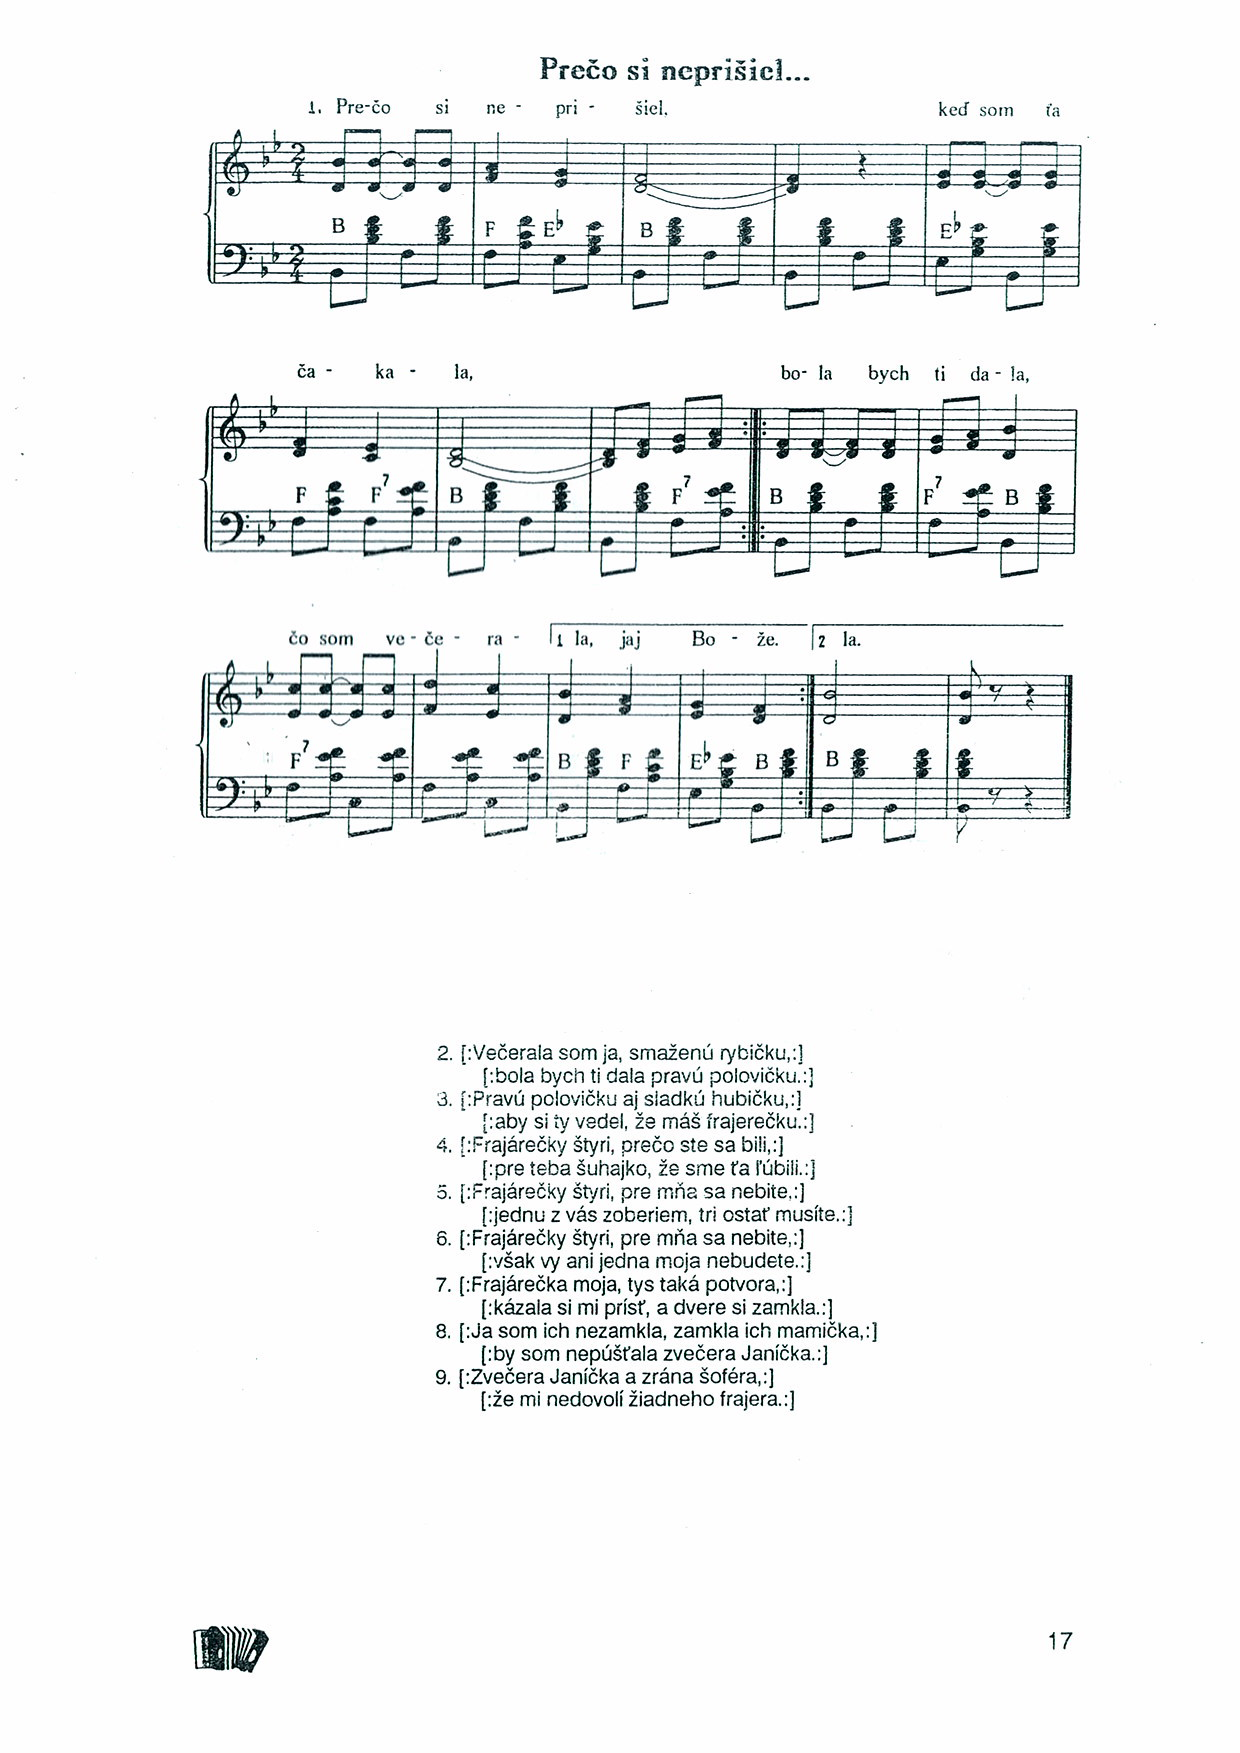 Prečo si neprišiel...
1. Pre-čo si ne - pri - šiel, keď som ťa
2 4
B F E♭ B E♭
2 4
ča - ka - la, bo- la bych ti da - la,
F F7 B F7 B F7 B
čo som ve - če - ra - 1 la, jaj Bo - že. 2 la.
F7 B F E♭ B B
2. [:Večerala som ja, smaženú rybičku,:]
[:bola bych ti dala pravú polovičku.:]
3. [:Pravú polovičku aj sladkú hubičku,:]
[:aby si ty vedel, že máš frajerečku.:]
4. [:Frajárečky štyri, prečo ste sa bili,:]
[:pre teba šuhajko, že sme ťa ľúbili.:]
5. [:Frajárečky štyri, pre mňa sa nebite,:]
[:jednu z vás zoberiem, tri ostať musíte.:]
6. [:Frajárečky štyri, pre mňa sa nebite,:]
[:však vy ani jedna moja nebudete.:]
7. [:Frajárečka moja, tys taká potvora,:]
[:kázala si mi prísť, a dvere si zamkla.:]
8. [:Ja som ich nezamkla, zamkla ich mamička,:]
[:by som nepúšťala zvečera Janíčka.:]
9. [:Zvečera Janíčka a zrána šoféra,:]
[:že mi nedovolí žiadneho frajera.:]
17